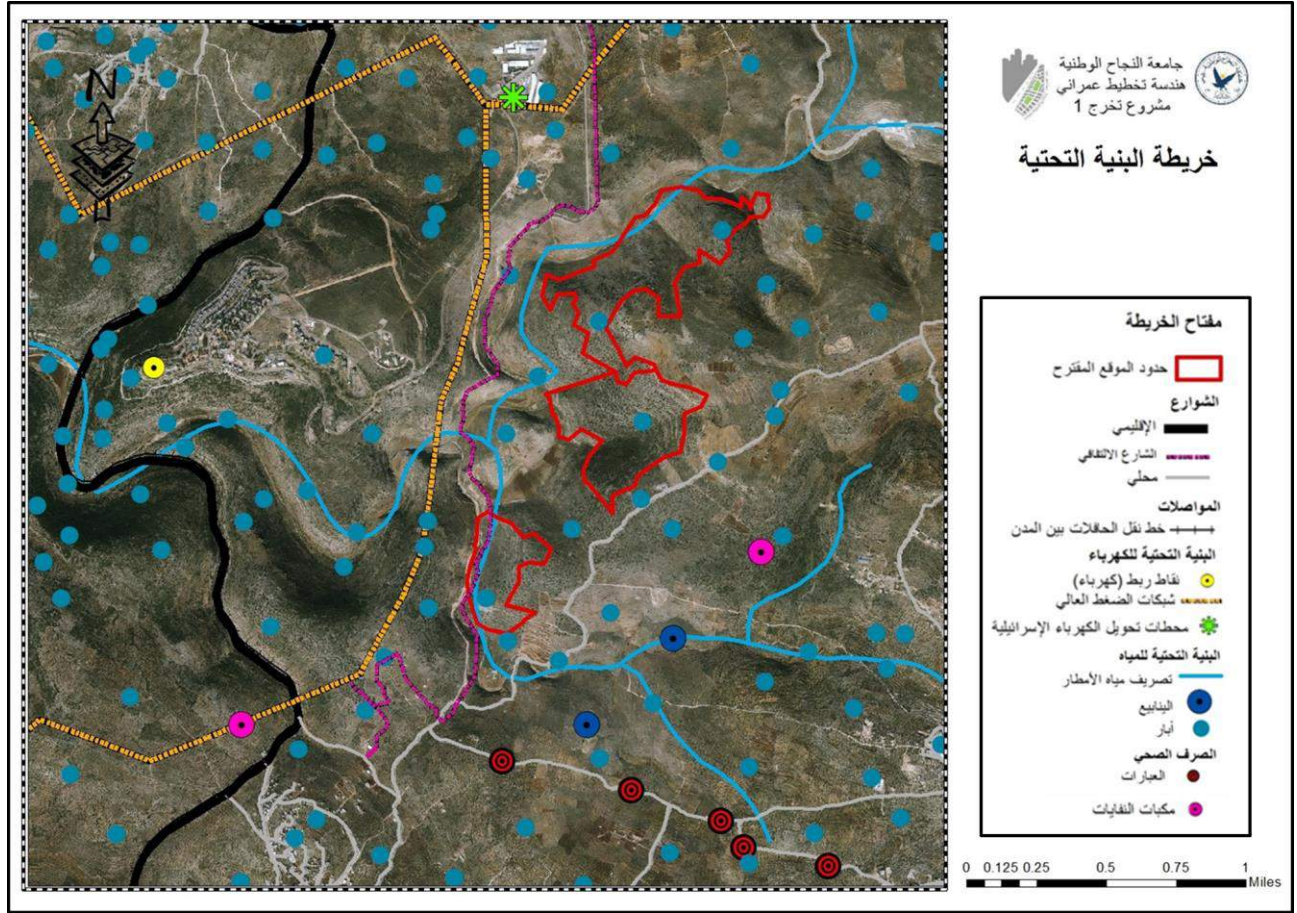 جامعة النجاح الوطنية
هندسة تخطيط عمراني
مشروع تخرج 1
خريطة البنية التحتية
N
مفتاح الخريطة
حدود الموقع المقترح
الشوارع
الإقليمي
الشارع الالتفافي
محلي
المواصلات
خط نقل الحافلات بين المدن
البنية التحتية للكهرباء
نقاط ربط (كهرباء)
شبكات الضغط العالي
محطات تحويل الكهرباء الإسرائيلية
البنية التحتية للمياه
تصريف مياه الأمطار
الينابيع
آبار
الصرف الصحي
العبارات
مكبات النفايات
0 0.125 0.25 0.5 0.75 1
Miles